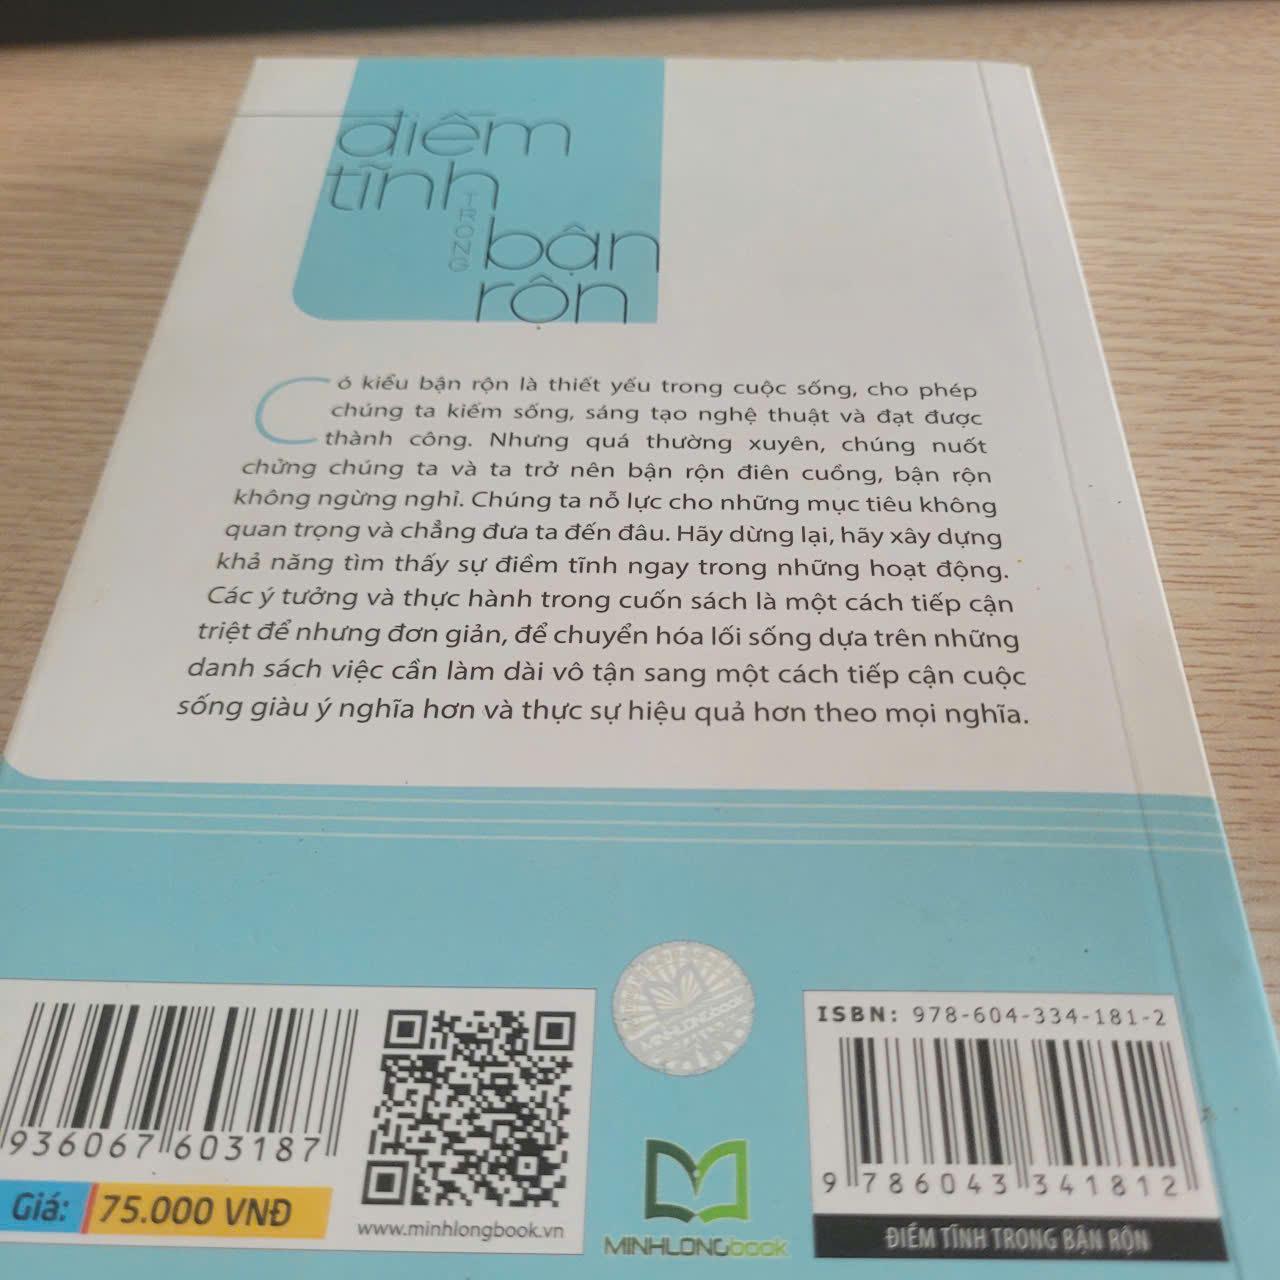 điềm
tĩnh
TRONG
bận
rộn
Có kiểu bận rộn là thiết yếu trong cuộc sống, cho phép
chúng ta kiếm sống, sáng tạo nghệ thuật và đạt được
thành công. Nhưng quá thường xuyên, chúng nuốt
chửng chúng ta và ta trở nên bận rộn điên cuồng, bận rộn
không ngừng nghỉ. Chúng ta nỗ lực cho những mục tiêu không
quan trọng và chẳng đưa ta đến đâu. Hãy dừng lại, hãy xây dựng
khả năng tìm thấy sự điềm tĩnh ngay trong những hoạt động.
Các ý tưởng và thực hành trong cuốn sách là một cách tiếp cận
triệt để nhưng đơn giản, để chuyển hóa lối sống dựa trên những
danh sách việc cần làm dài vô tận sang một cách tiếp cận cuộc
sống giàu ý nghĩa hơn và thực sự hiệu quả hơn theo mọi nghĩa.
936067 603187
Giá: 75.000 VNĐ
www.minhlongbook.vn
MINHLONGbook
MINHLONGbook
ISBN: 978-604-334-181-2
9 786043 341812
ĐIỀM TĨNH TRONG BẬN RỘN